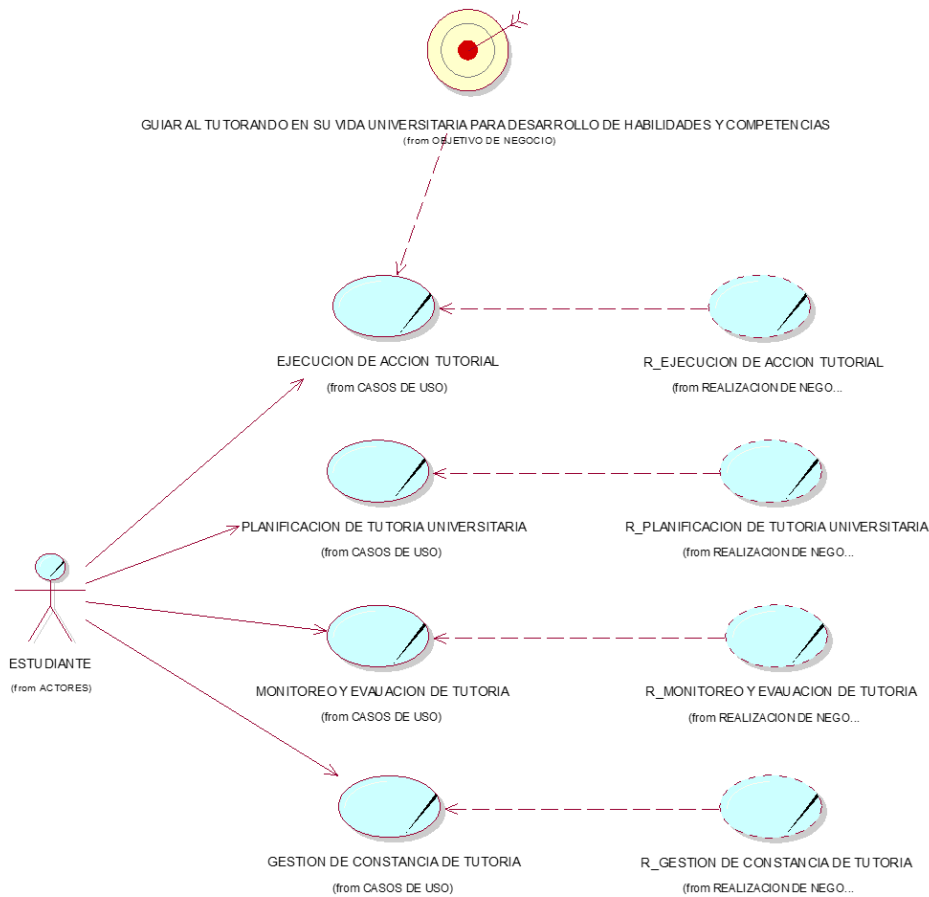 GUIAR AL TUTORANDO EN SU VIDA UNIVERSITARIA PARA DESARROLLO DE HABILIDADES Y COMPETENCIAS
(from OBJETIVO DE NEGOCIO)
EJECUCION DE ACCION TUTORIAL
(from CASOS DE USO)
R_EJECUCION DE ACCION TUTORIAL
(from REALIZACION DE NEGO...
PLANIFICACION DE TUTORIA UNIVERSITARIA
(from CASOS DE USO)
R_PLANIFICACION DE TUTORIA UNIVERSITARIA
(from REALIZACION DE NEGO...
ESTUDIANTE
(from ACTORES)
MONITOREO Y EVAUACION DE TUTORIA
(from CASOS DE USO)
R_MONITOREO Y EVAUACION DE TUTORIA
(from REALIZACION DE NEGO...
GESTION DE CONSTANCIA DE TUTORIA
(from CASOS DE USO)
R_GESTION DE CONSTANCIA DE TUTORIA
(from REALIZACION DE NEGO...